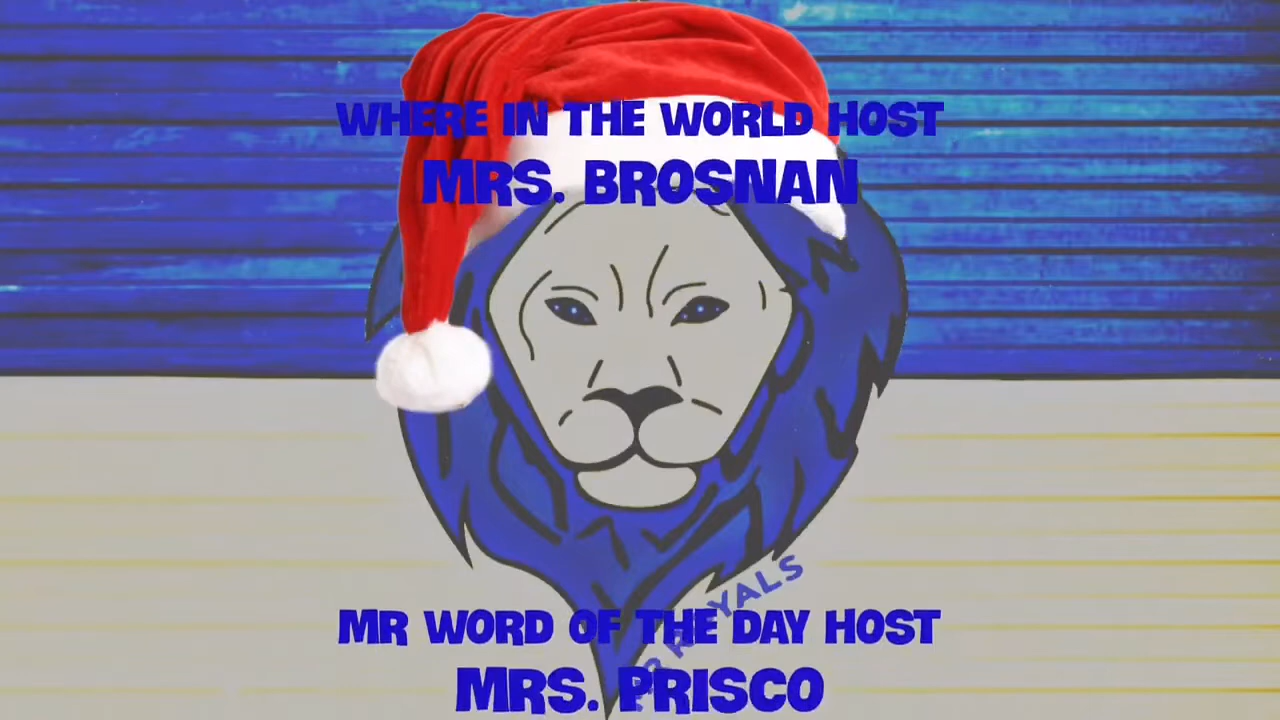 WHERE IN THE WORLD HOST
MRS. BROSNAN
MR WORD OF THE DAY HOST
MRS. PRISCO